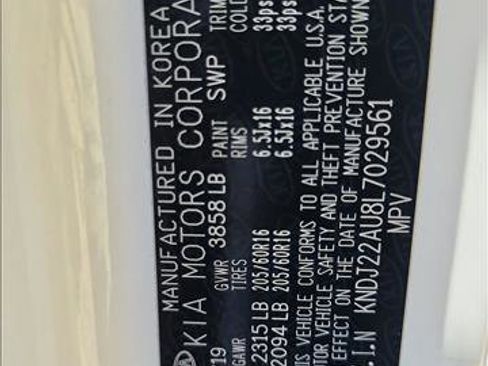 MANUFACTURED IN KOREA
KIA MOTORS CORPORA
19 GVWR 3858 LB PAINT SWP TRIM
GAWR TIRES RIMS COLD
2315 LB 205/60R16 6.5Jx16 33ps
2094 LB 205/60R16 6.5Jx16 33ps
IS VEHICLE CONFORMS TO ALL APPLICABLE U.S.A.
TOR VEHICLE SAFETY AND THEFT PREVENTION STA
EFFECT ON THE DATE OF MANUFACTURE SHOWN
.I.N KNDJ22AU8L7029561
MPV